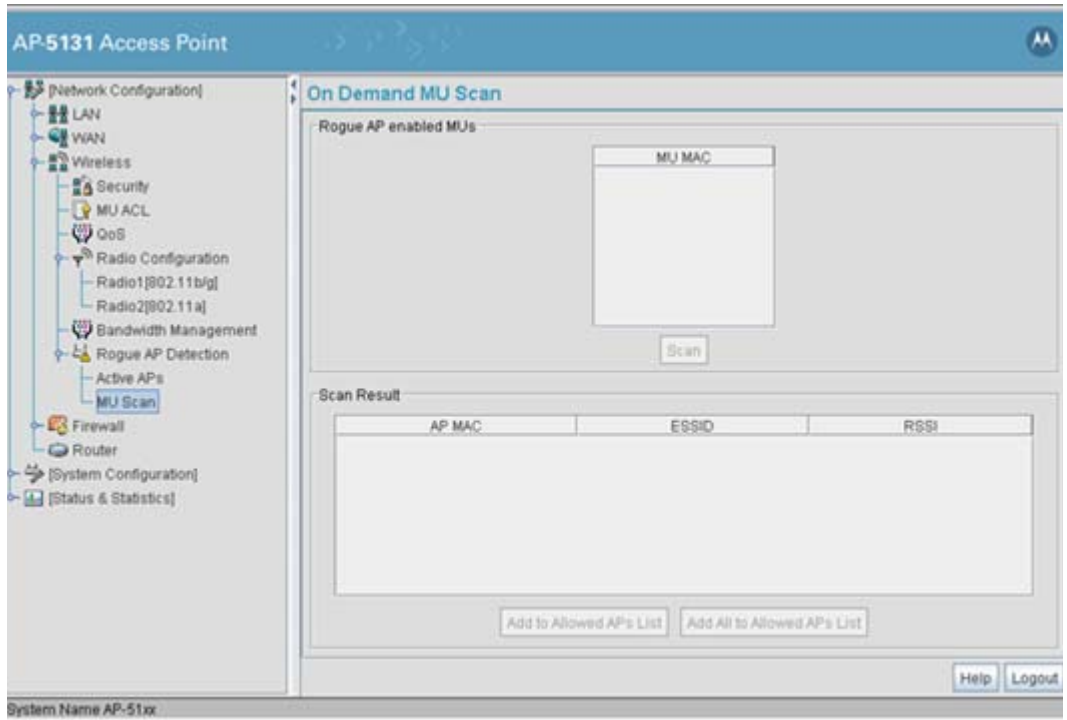 AP-5131 Access Point
[Network Configuration]
LAN
WAN
Wireless
Security
MU ACL
QoS
Radio Configuration
Radio1[802.11b/g]
Radio2[802.11a]
Bandwidth Management
Rogue AP Detection
Active APs
MU Scan
Firewall
Router
[System Configuration]
[Status & Statistics]
On Demand MU Scan
Rogue AP enabled MUs
MU MAC
Scan
Scan Result
AP MAC ESSID RSSI
Add to Allowed APs List Add All to Allowed APs List
Help Logout
System Name AP-51xx